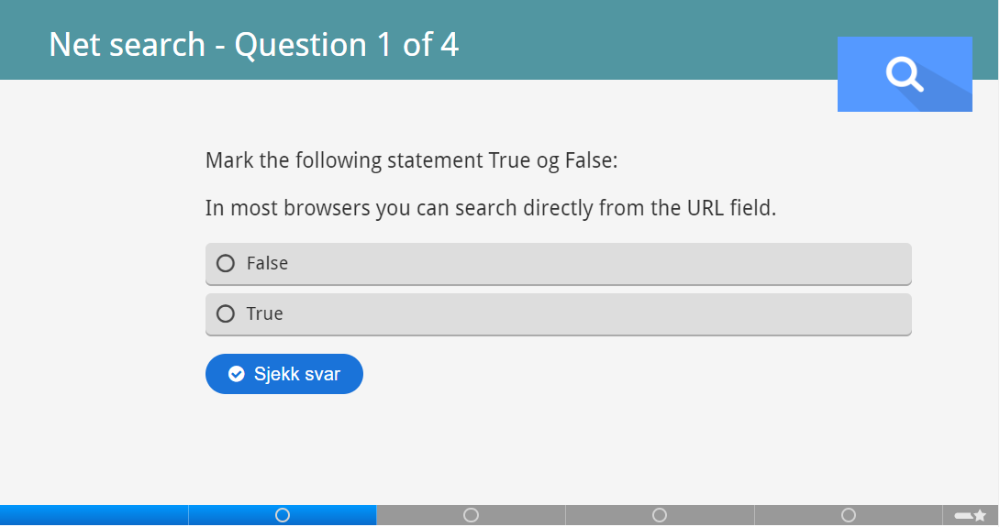 Net search - Question 1 of 4
Mark the following statement True og False:
In most browsers you can search directly from the URL field.
False
True
Sjekk svar